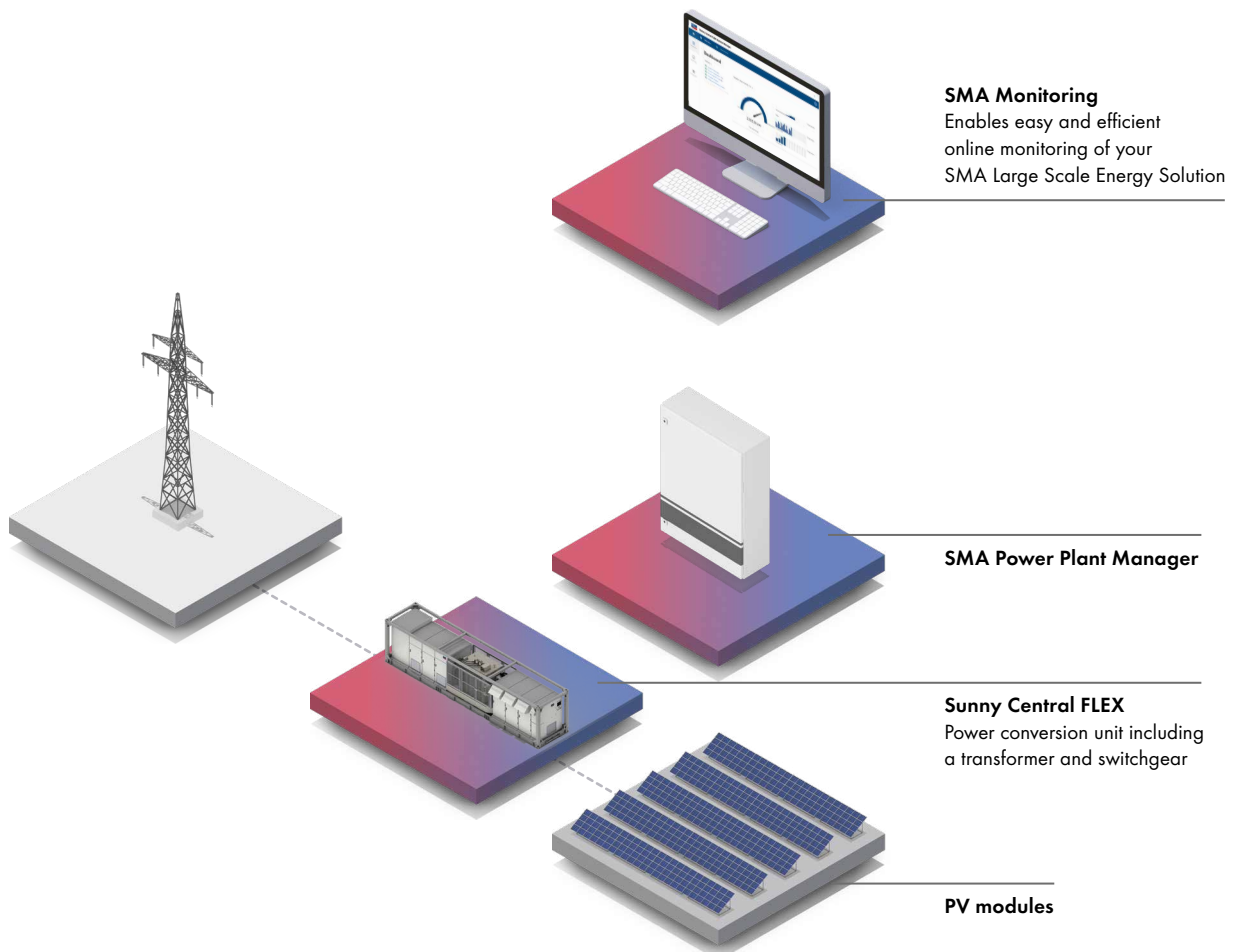 SMA Monitoring
Enables easy and efficient
online monitoring of your
SMA Large Scale Energy Solution
SMA Power Plant Manager
Sunny Central FLEX
Power conversion unit including
a transformer and switchgear
PV modules